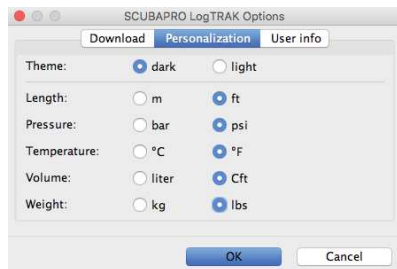 SCUBAPRO LogTRAK Options
Download Personalization User info
Theme: dark light
Length: m ft
Pressure: bar psi
Temperature: °C °F
Volume: liter Cft
Weight: kg lbs
OK Cancel